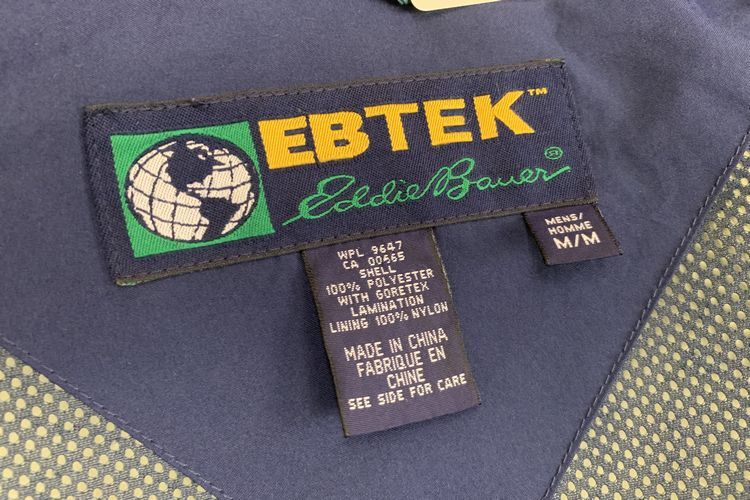 EBTEK™
Eddie Bauer®
MENS/
HOMME
M/M
WPL 9647
CA 00565
SHELL
100% POLYESTER
WITH GORETEX
LAMINATION
LINING 100% NYLON
MADE IN CHINA
FABRIQUE EN
CHINE
SEE SIDE FOR CARE